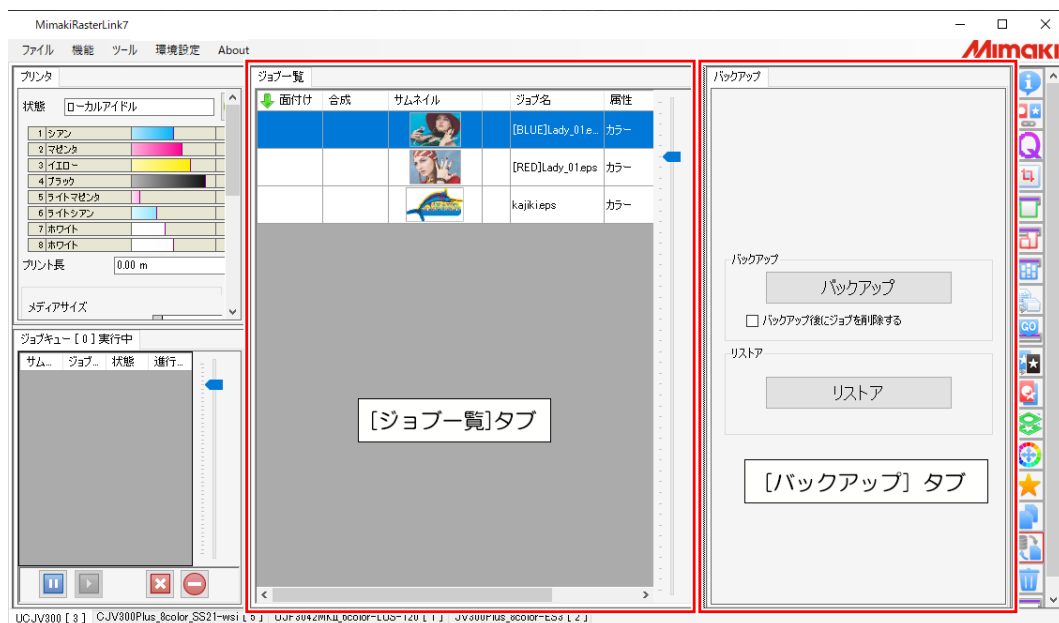 MimakiRasterLink7
ファイル 機能 ツール 環境設定 About
Mimaki
プリンタ
状態 ローカルアイドル
1 シアン
2 マゼンタ
3 イエロー
4 ブラック
5 ライトマゼンタ
6 ライトシアン
7 ホワイト
8 ホワイト
プリント長 0.00 m
メディアサイズ
ジョブキュー [ 0 ] 実行中
サム... ジョブ... 状態 進行...
ジョブ一覧
面付け 合成 サムネイル ジョブ名 属性
[BLUE]Lady_01.e... カラー
[RED]Lady_01.eps カラー
kajiki.eps カラー
[ジョブ一覧]タブ
バックアップ
バックアップ
バックアップ
バックアップ後にジョブを削除する
リストア
リストア
[バックアップ] タブ
GO
UCJV300 [ 3 ] CJV300Plus_8color_SS21-wsi [ 5 ] UJF3042MKII_6color-LUS-120 [ 1 ] JV300Plus_8color-ES3 [ 2 ]